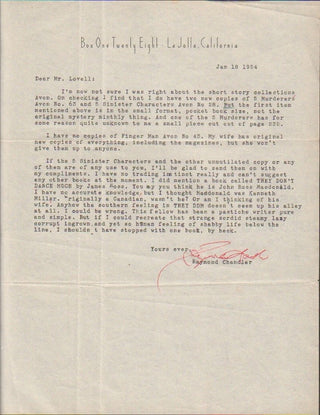 Box One Twenty Eight - La Jolla, California
Jan 18 1954
Dear Mr. Lovell:
I'm now not sure I was right about the short story collections
Avon. On checking I find that I do have two new copies of 5 Murderers
Avon No. 63 and 5 Sinister Characters Avon No 28. But the first item
mentioned above is in the small format, pocket book size, not the
original mystery minthly thing. And one of the 5 Murderers has for
some reason quite unknown to me a small piece cut out of page 230.
I have no copies of Finger Man Avon No 43. My wife has original
new copies of everything, including the magazines, but she won't
give them up to anyone.
If the 5 Sinister Characters and the other unmutilated copy or any
of them are of any use to you, I'll be glad to send them on with
my compliments. I have no trading instinct really and can't suggest
any other books at the moment. I did mention a book called THEY DON'T
DANCE MUCH by James Ross. You say you think he is John Ross Macdonald.
I have no accurate knowledge, but I thought Macdonald was Kenneth
Miller. Originally a Canadian, wasn't he? Or am I thinking of his
wife. Anyhow the southern feeling in THEY DON doesn't seem up his alley
at all. I could be wrong. This fellow has been a pastiche writer pure
and simple. But if I could recreate that strange sordid steamy lazy
corrupt ingrown and yet so human feeling of shabby life below the
line, I shouldn't have stopped with one book, by heck.
Yours ever,
Raymond Chandler